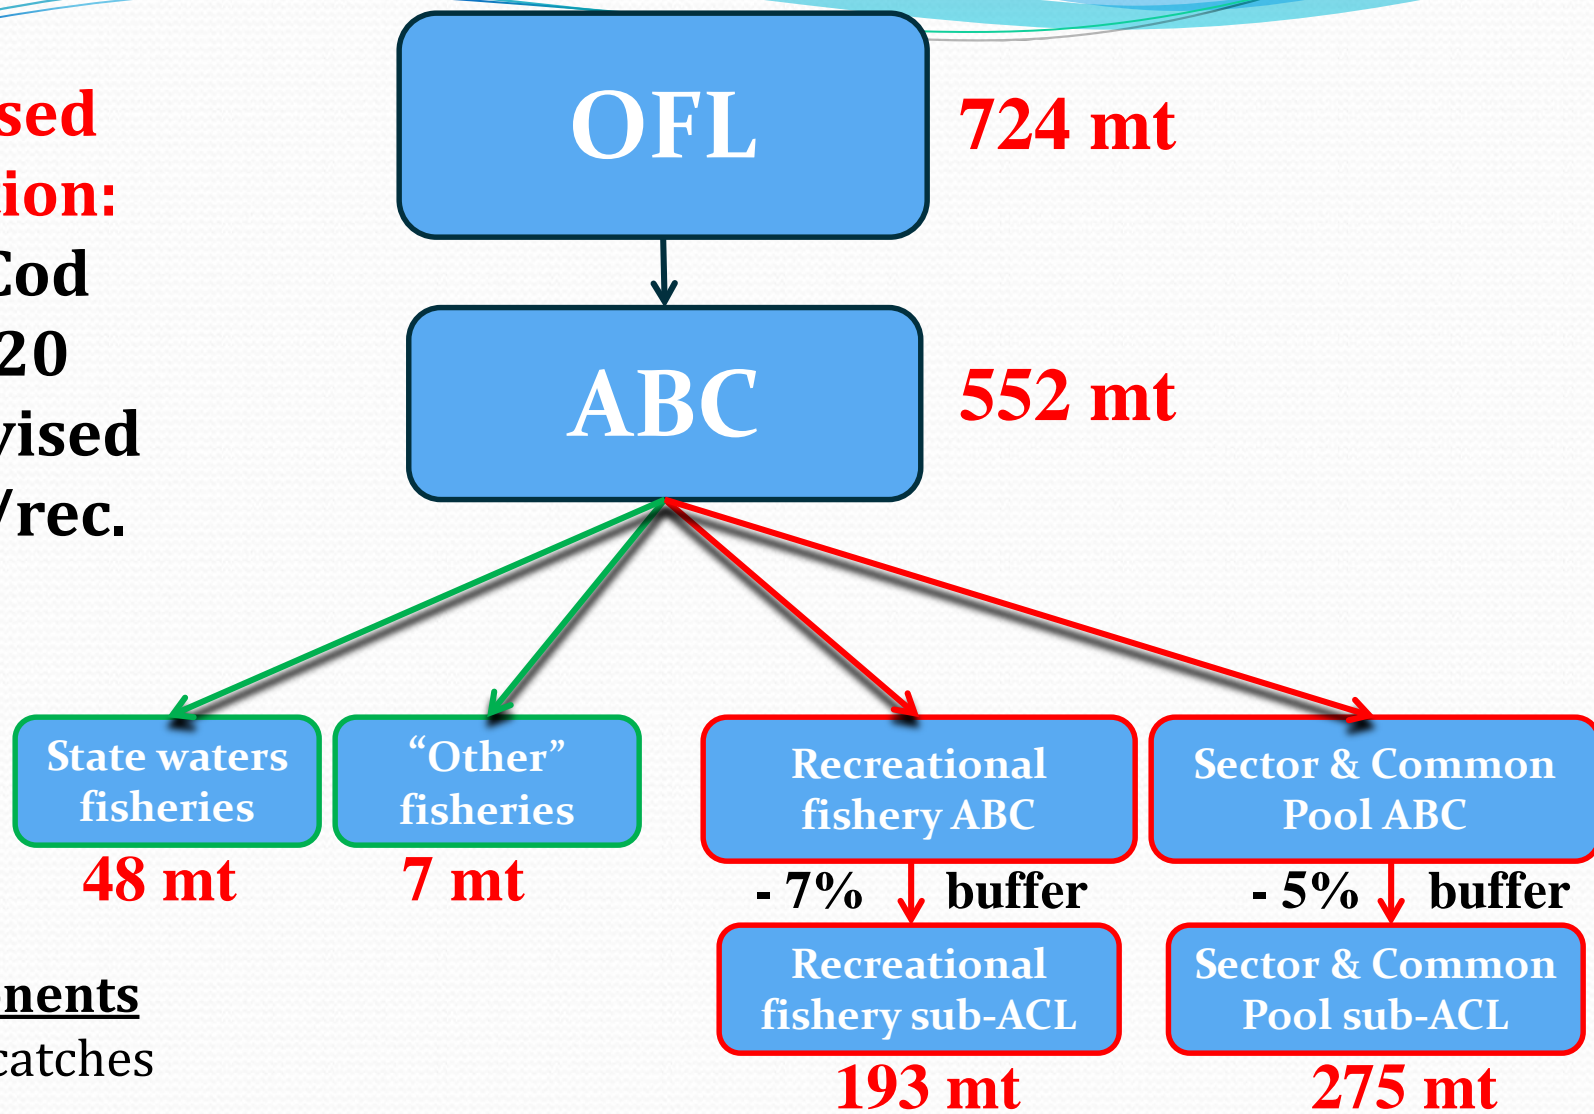 sed
tion:
Cod
20
vised
/rec.
OFL
724 mt
ABC
552 mt
State waters
fisheries
48 mt
“Other”
fisheries
7 mt
Recreational
fishery ABC
- 7% buffer
Recreational
fishery sub-ACL
193 mt
Sector & Common
Pool ABC
- 5% buffer
Sector & Common
Pool sub-ACL
275 mt
nents
catches